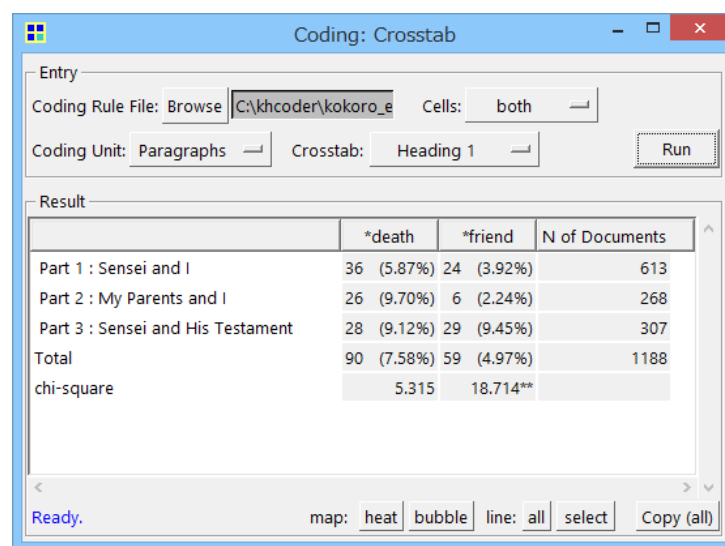 Coding: Crosstab
Entry
Coding Rule File: Browse C:\khcoder\kokoro_e Cells: both
Coding Unit: Paragraphs Crosstab: Heading 1 Run
Result
*death *friend N of Documents
Part 1 : Sensei and I 36 (5.87%) 24 (3.92%) 613
Part 2 : My Parents and I 26 (9.70%) 6 (2.24%) 268
Part 3 : Sensei and His Testament 28 (9.12%) 29 (9.45%) 307
Total 90 (7.58%) 59 (4.97%) 1188
chi-square 5.315 18.714**
Ready. map: heat bubble line: all select Copy (all)